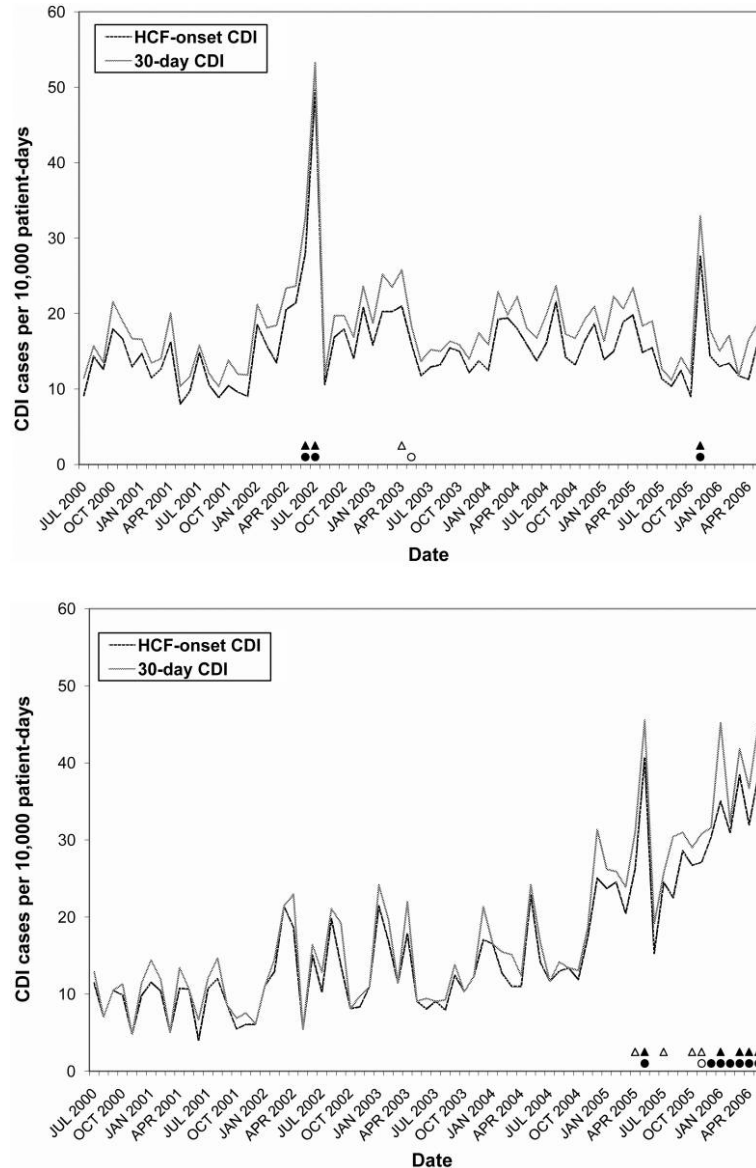 60
50
40
30
20
10
0
CDI cases per 10,000 patient-days
HCF-onset CDI
30-day CDI
JUL 2000
OCT 2000
JAN 2001
APR 2001
JUL 2001
OCT 2001
JAN 2002
APR 2002
JUL 2002
OCT 2002
JAN 2003
APR 2003
JUL 2003
OCT 2003
JAN 2004
APR 2004
JUL 2004
OCT 2004
JAN 2005
APR 2005
JUL 2005
OCT 2005
JAN 2006
APR 2006
Date
60
50
40
30
20
10
0
CDI cases per 10,000 patient-days
HCF-onset CDI
30-day CDI
JUL 2000
OCT 2000
JAN 2001
APR 2001
JUL 2001
OCT 2001
JAN 2002
APR 2002
JUL 2002
OCT 2002
JAN 2003
APR 2003
JUL 2003
OCT 2003
JAN 2004
APR 2004
JUL 2004
OCT 2004
JAN 2005
APR 2005
JUL 2005
OCT 2005
JAN 2006
APR 2006
Date